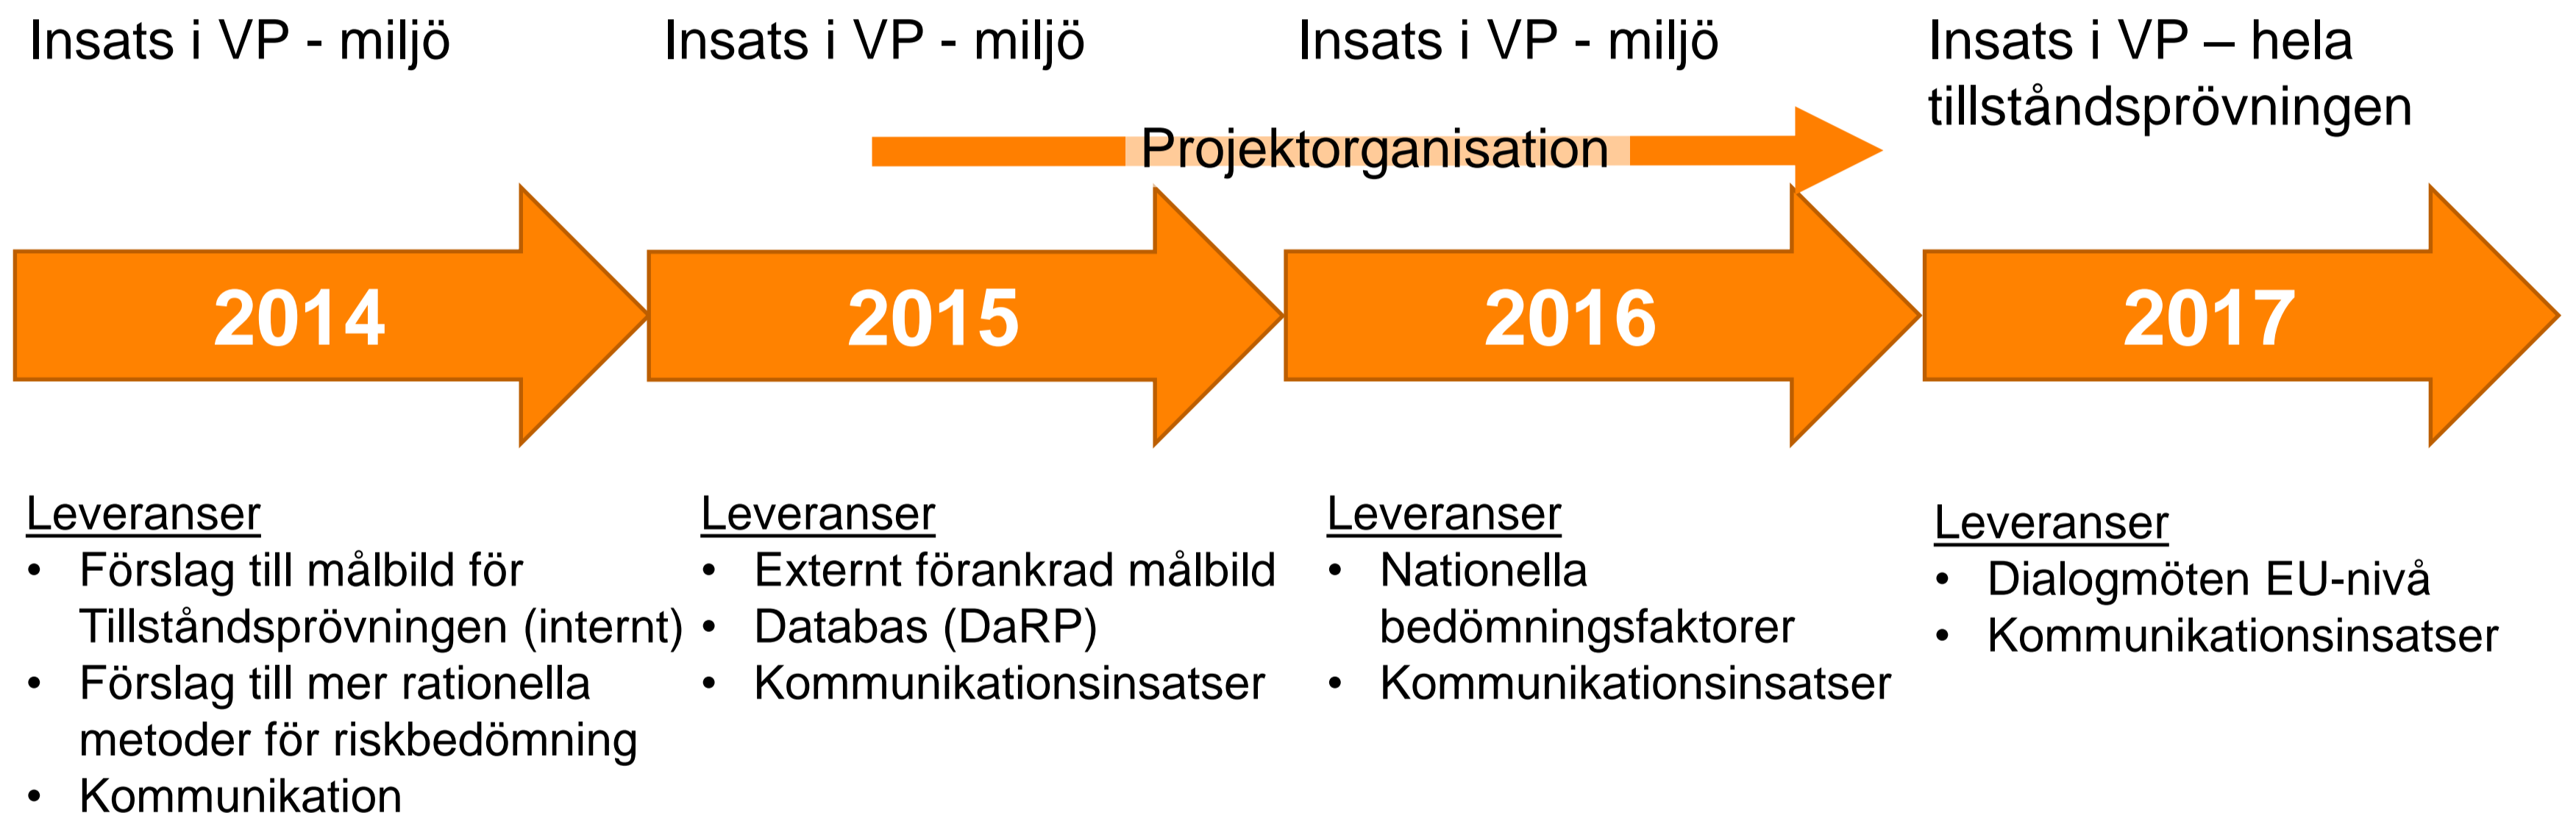 Insats i VP - miljö
Insats i VP - miljö
Insats i VP - miljö
Insats i VP – hela
tillståndsprövningen
Projektorganisation
2014
2015
2016
2017
Leveranser
• Förslag till målbild för
Tillståndsprövningen (internt)
• Förslag till mer rationella
metoder för riskbedömning
• Kommunikation
Leveranser
• Externt förankrad målbild
• Databas (DaRP)
• Kommunikationsinsatser
Leveranser
• Nationella
bedömningsfaktorer
• Kommunikationsinsatser
Leveranser
• Dialogmöten EU-nivå
• Kommunikationsinsatser